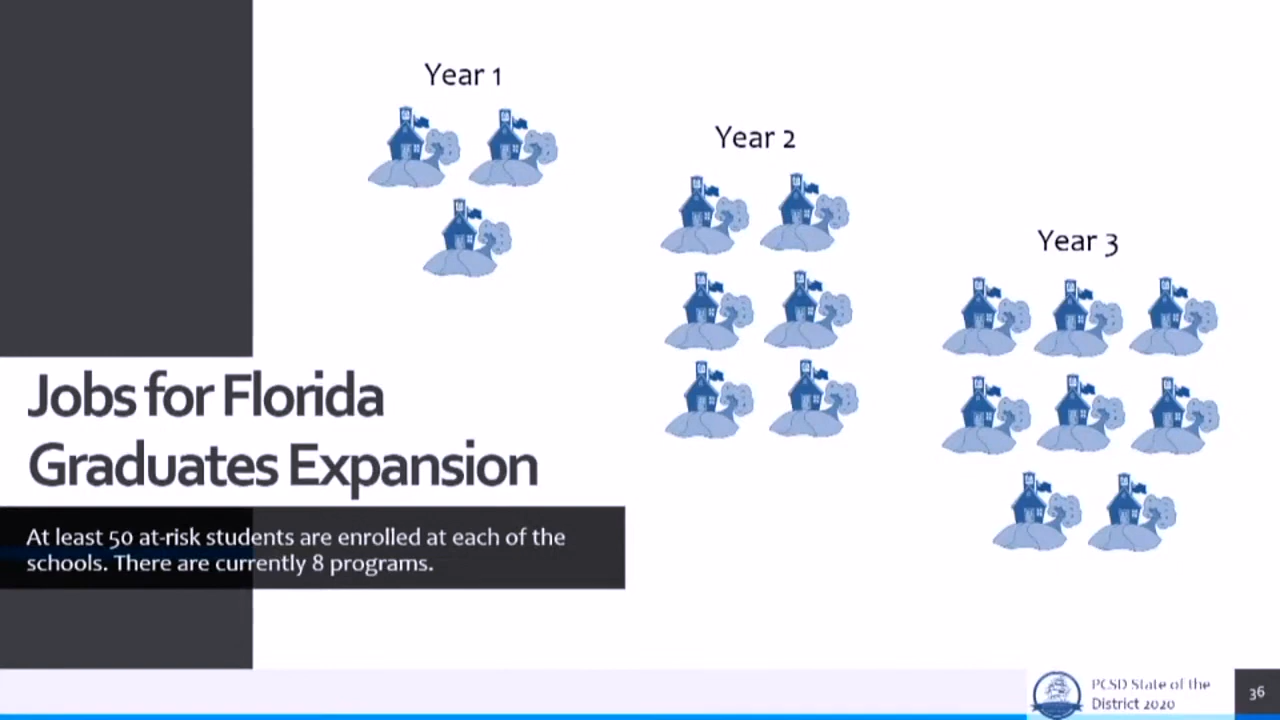 Year 1
Year 2
Year 3
Jobs for Florida
Graduates Expansion
At least 50 at-risk students are enrolled at each of the
schools. There are currently 8 programs.
PCSD State of the
District 2020
36